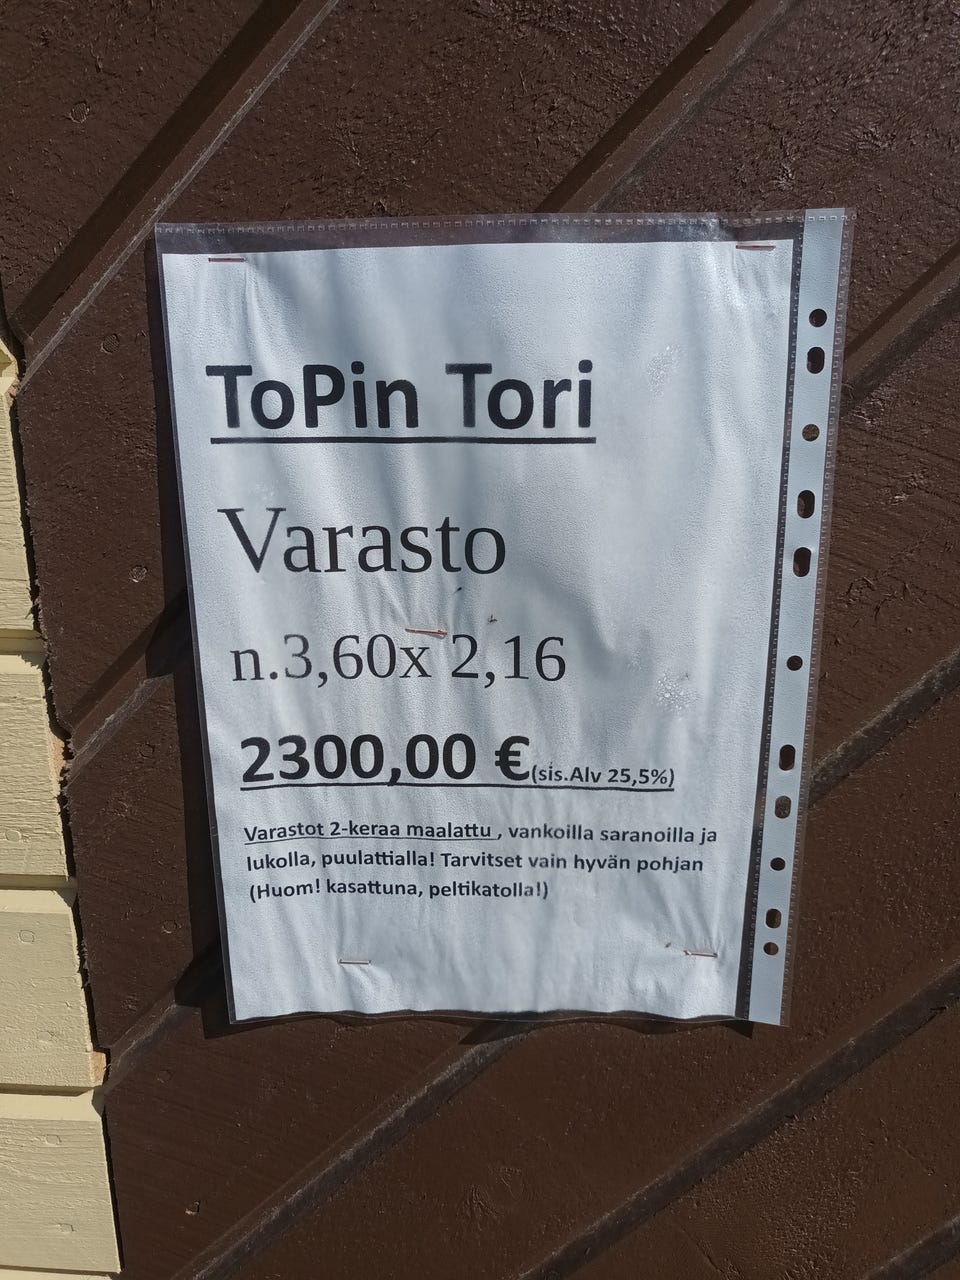 ToPin Tori
Varasto
n.3,60x 2,16
2300,00 €(sis.Alv 25,5%)
Varastot 2-keraa maalattu , vankoilla saranoilla ja
lukolla, puulattialla! Tarvitset vain hyvän pohjan
(Huom! kasattuna, peltikatolla!)